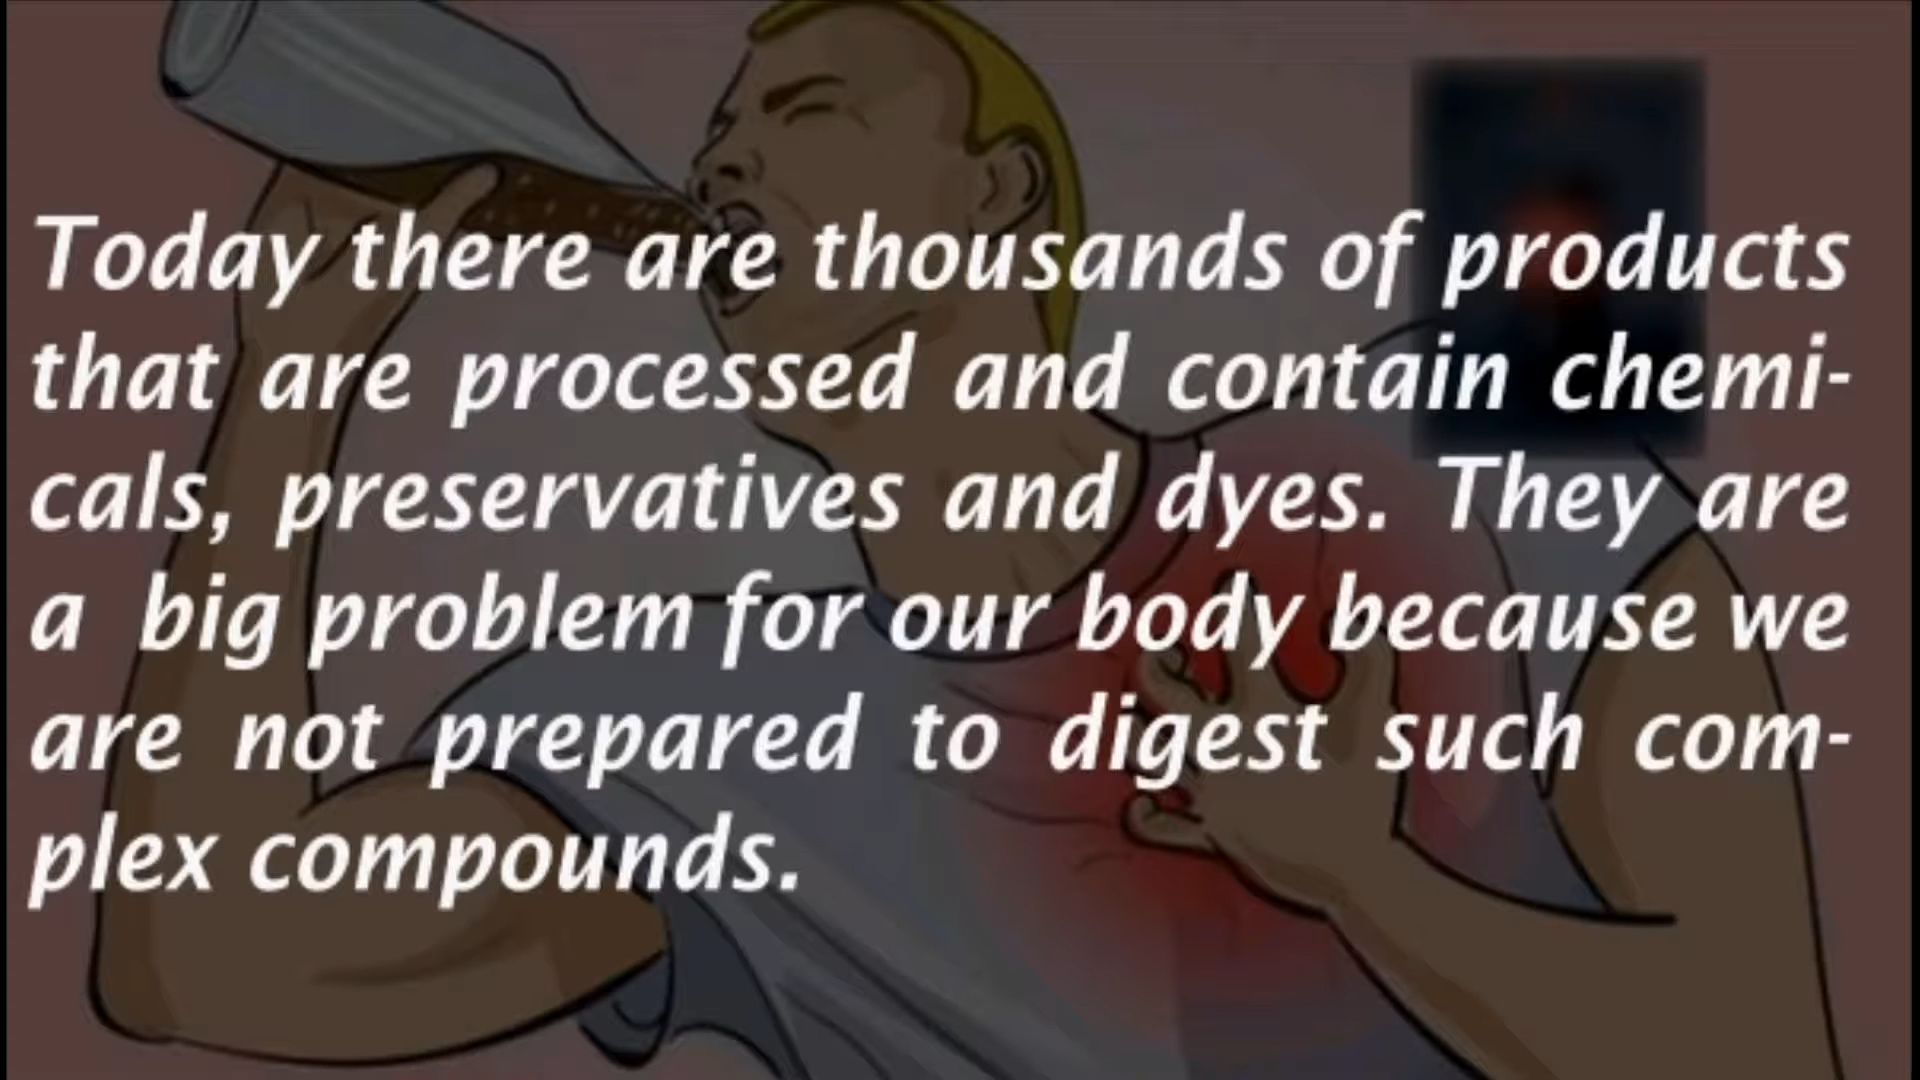 Today there are thousands of products
that are processed and contain chemi-
cals, preservatives and dyes. They are
a big problem for our body because we
are not prepared to digest such com-
plex compounds.